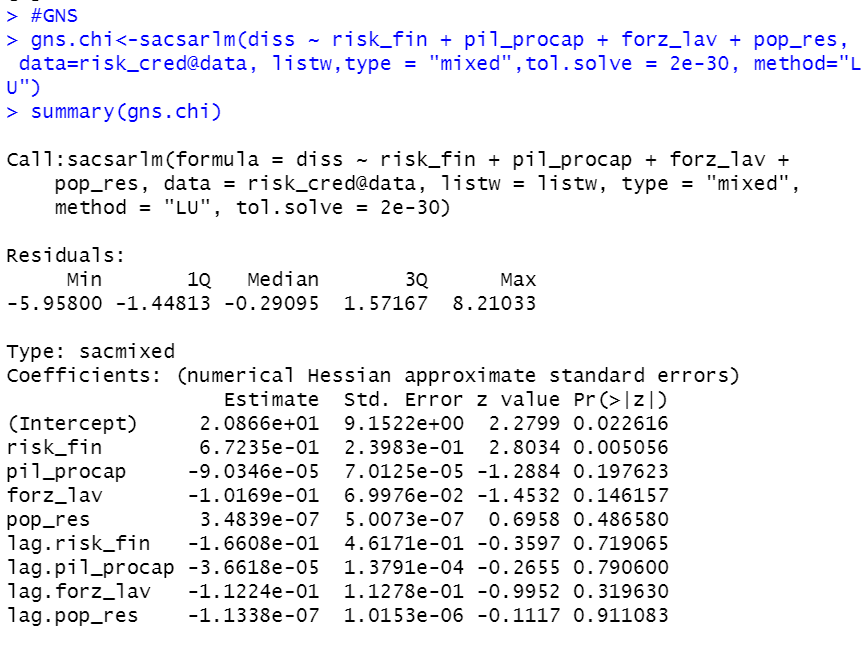 > #GNS
> gns.chi<-sacsarlm(diss ~ risk_fin + pil_procap + forz_lav + pop_res,
 data=risk_cred@data, listw,type = "mixed",tol.solve = 2e-30, method="L
U")
> summary(gns.chi)

Call:sacsarlm(formula = diss ~ risk_fin + pil_procap + forz_lav +
    pop_res, data = risk_cred@data, listw = listw, type = "mixed",
    method = "LU", tol.solve = 2e-30)

Residuals:
     Min       1Q   Median       3Q      Max
-5.95800 -1.44813 -0.29095  1.57167  8.21033

Type: sacmixed
Coefficients: (numerical Hessian approximate standard errors)
                  Estimate  Std. Error z value Pr(>|z|)
(Intercept)     2.0866e+01  9.1522e+00  2.2799 0.022616
risk_fin        6.7235e-01  2.3983e-01  2.8034 0.005056
pil_procap     -9.0346e-05  7.0125e-05 -1.2884 0.197623
forz_lav       -1.0169e-01  6.9976e-02 -1.4532 0.146157
pop_res         3.4839e-07  5.0073e-07  0.6958 0.486580
lag.risk_fin   -1.6608e-01  4.6171e-01 -0.3597 0.719065
lag.pil_procap -3.6618e-05  1.3791e-04 -0.2655 0.790600
lag.forz_lav   -1.1224e-01  1.1278e-01 -0.9952 0.319630
lag.pop_res    -1.1338e-07  1.0153e-06 -0.1117 0.911083